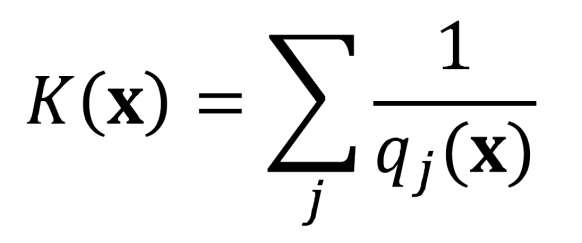 K(𝐱) = ∑_j 1/q_j(𝐱)